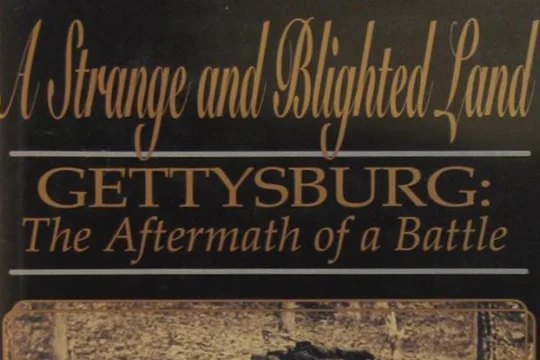 A Strange and Blighted Land
GETTYSBURG:
The Aftermath of a Battle